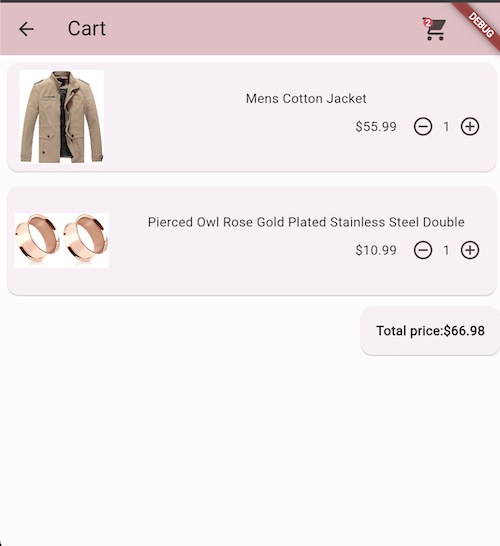 Cart
2
DEBUG
Mens Cotton Jacket
$55.99 1
Pierced Owl Rose Gold Plated Stainless Steel Double
$10.99 1
Total price:$66.98